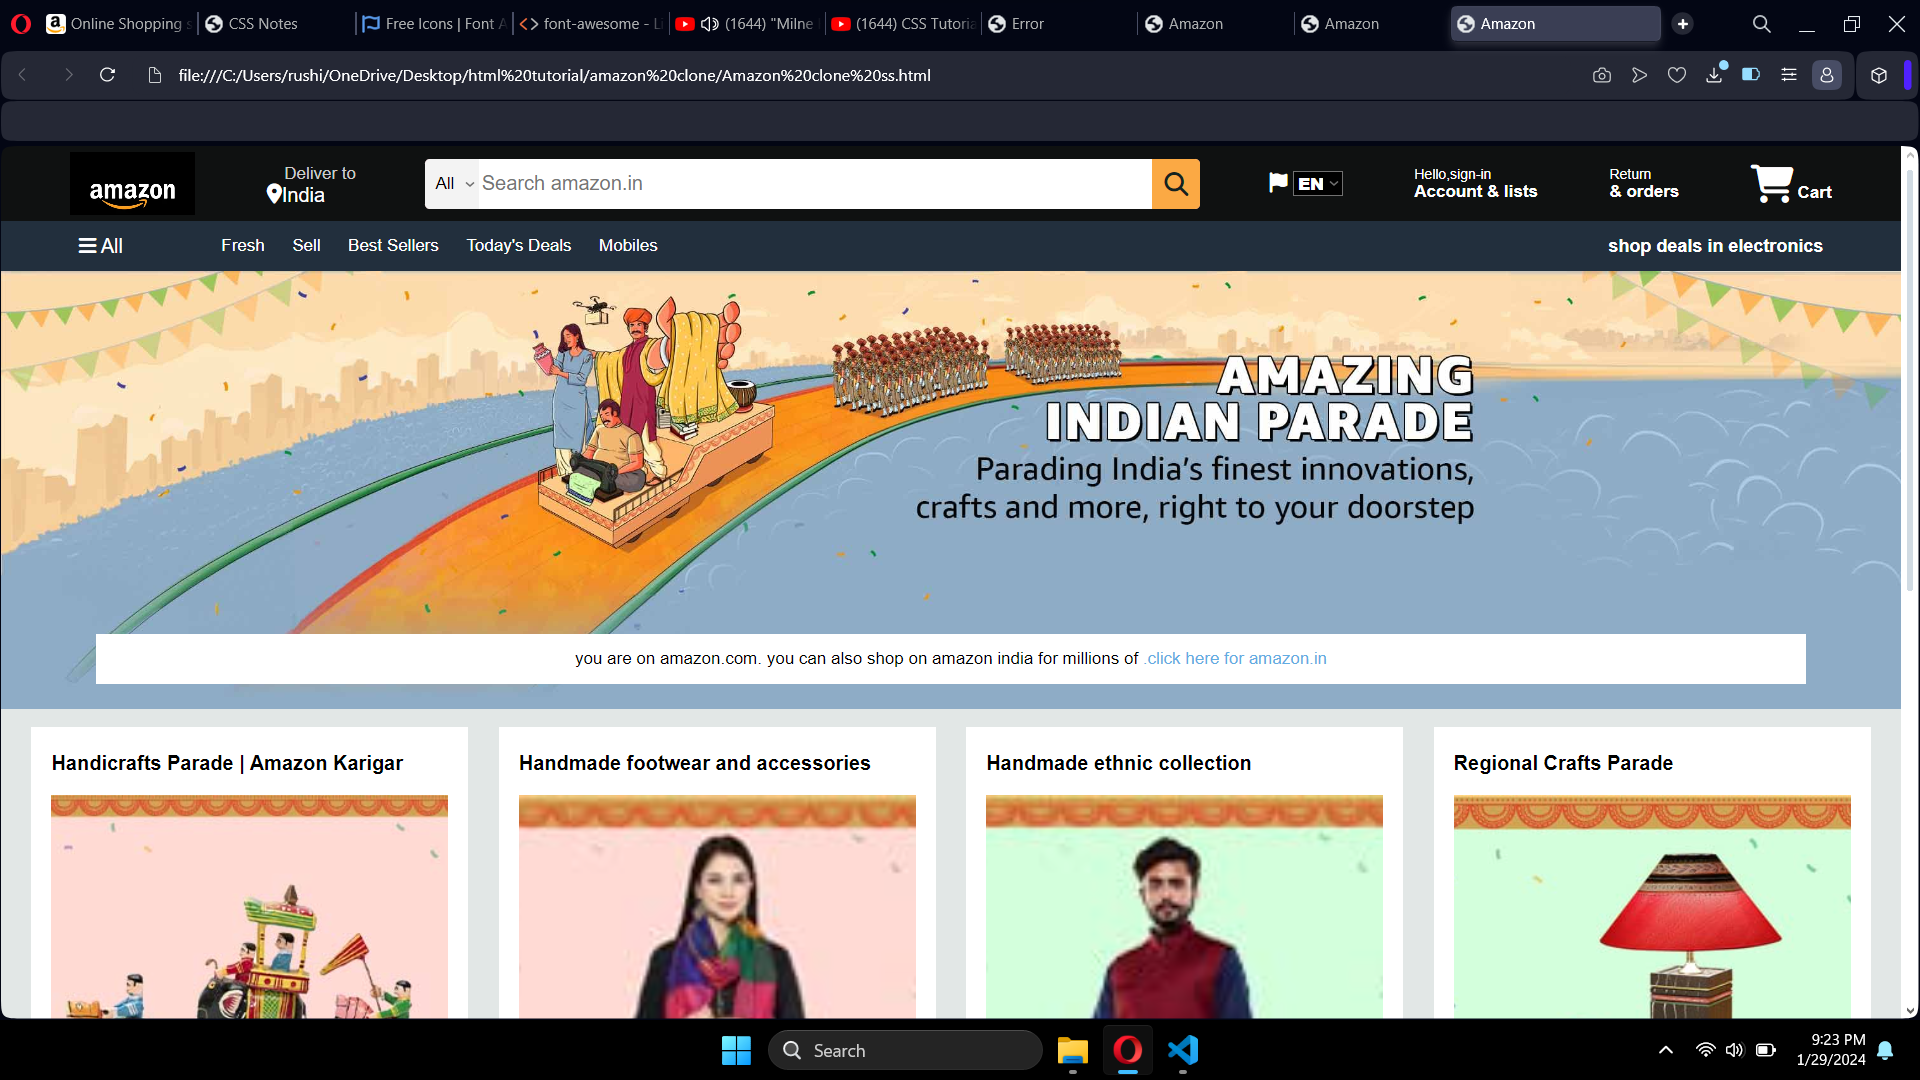 Online Shopping s
CSS Notes
Free Icons | Font A
font-awesome - Li
(1644) "Milne
(1644) CSS Tutoria
Error
Amazon
Amazon
Amazon
file:///C:/Users/rushi/OneDrive/Desktop/html%20tutorial/amazon%20clone/Amazon%20clone%20ss.html
amazon
Deliver to
India
All
Search amazon.in
EN
Hello,sign-in
Account & lists
Return
& orders
Cart
All
Fresh
Sell
Best Sellers
Today's Deals
Mobiles
shop deals in electronics
AMAZING
INDIAN PARADE
Parading India's finest innovations,
crafts and more, right to your doorstep
you are on amazon.com. you can also shop on amazon india for millions of .click here for amazon.in
Handicrafts Parade | Amazon Karigar
Handmade footwear and accessories
Handmade ethnic collection
Regional Crafts Parade
Search
9:23 PM
1/29/2024